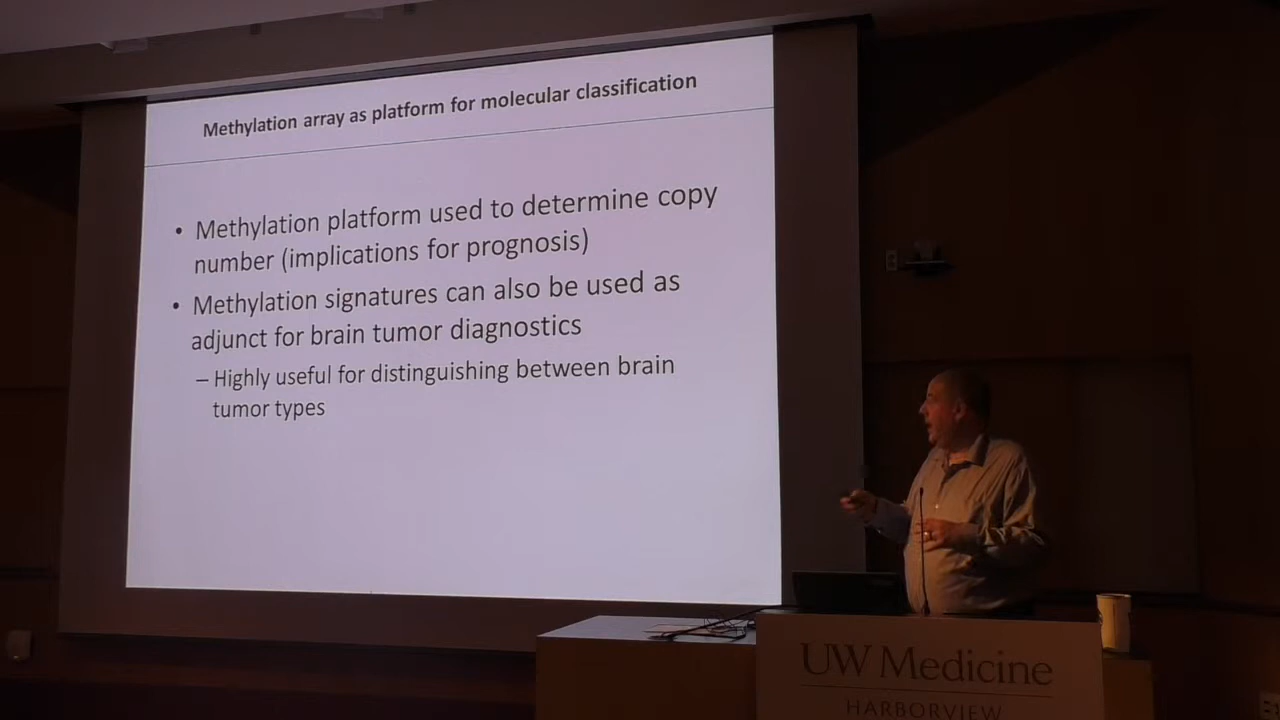 Methylation array as platform for molecular classification
• Methylation platform used to determine copy
number (implications for prognosis)
• Methylation signatures can also be used as
adjunct for brain tumor diagnostics
– Highly useful for distinguishing between brain
tumor types
UW Medicine
HARBORVIEW